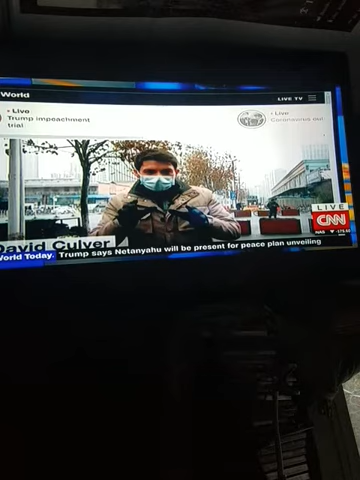 World
LIVE TV
• Live
Trump impeachment
trial
• Live
Coronavirus
David Culver
LIVE
CNN
World Today.
Trump says Netanyahu will be present for peace plan unveiling
NAS